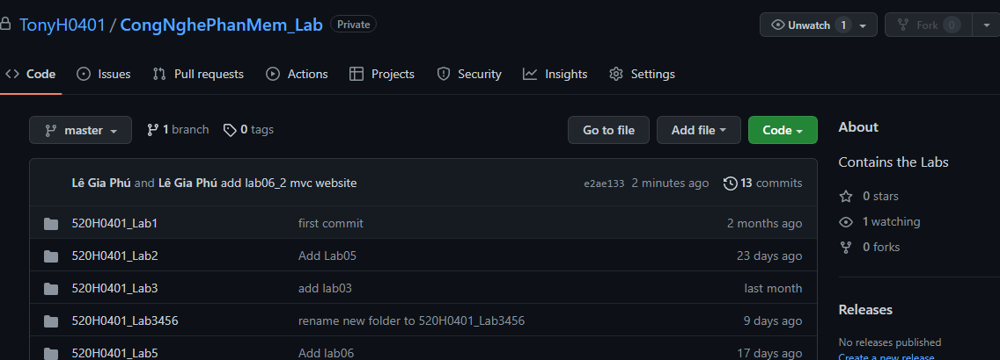 TonyH0401 / CongNghePhanMem_Lab Private
Unwatch 1 Fork 0
Code Issues Pull requests Actions Projects Security Insights Settings
master 1 branch 0 tags Go to file Add file Code
About
Contains the Labs
0 stars
1 watching
0 forks
Releases
No releases published
Create a new release
Lê Gia Phú and Lê Gia Phú add lab06_2 mvc website e2ae133 2 minutes ago 13 commits
520H0401_Lab1 first commit 2 months ago
520H0401_Lab2 Add Lab05 23 days ago
520H0401_Lab3 add lab03 last month
520H0401_Lab3456 rename new folder to 520H0401_Lab3456 9 days ago
520H0401_Lab5 Add lab06 17 days ago